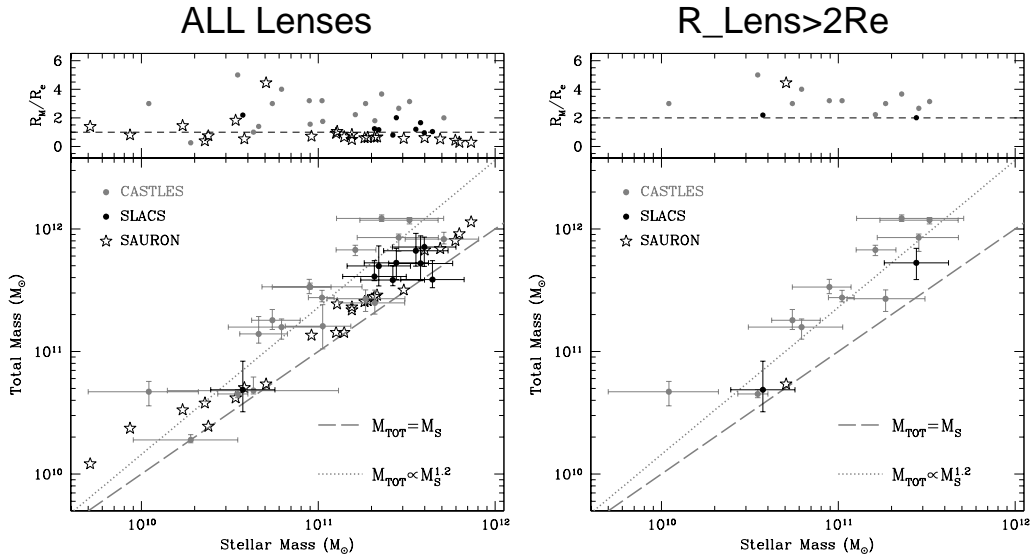 ALL Lenses
R_Lens>2Re
6
4
2
0
R_M/R_e
6
4
2
0
R_M/R_e
CASTLES
SLACS
SAURON
10^12
10^11
10^10
Total Mass (M_⊙)
M_TOT=M_S
M_TOT∝M_S^1.2
10^10
10^11
10^12
Stellar Mass (M_⊙)
10^12
10^11
10^10
Total Mass (M_⊙)
M_TOT=M_S
M_TOT∝M_S^1.2
10^10
10^11
10^12
Stellar Mass (M_⊙)